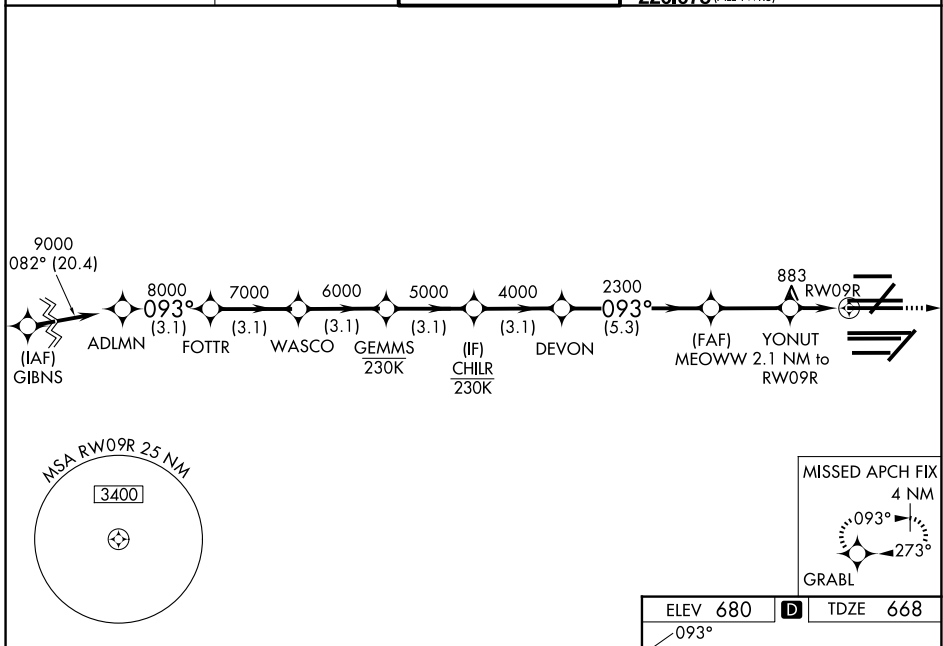 9000
082° (20.4)
8000
093°
(3.1)
7000
(3.1)
6000
(3.1)
5000
(3.1)
4000
(3.1)
2300
093°
(5.3)
883
RW09R
(IAF)
GIBNS
ADLMN
FOTTR
WASCO
GEMMS
230K
(IF)
CHILR
230K
DEVON
(FAF)
MEOWW
YONUT
2.1 NM to
RW09R
MSA RW09R 25 NM
3400
MISSED APCH FIX
4 NM
093°
273°
GRABL
ELEV 680 D TDZE 668
093°